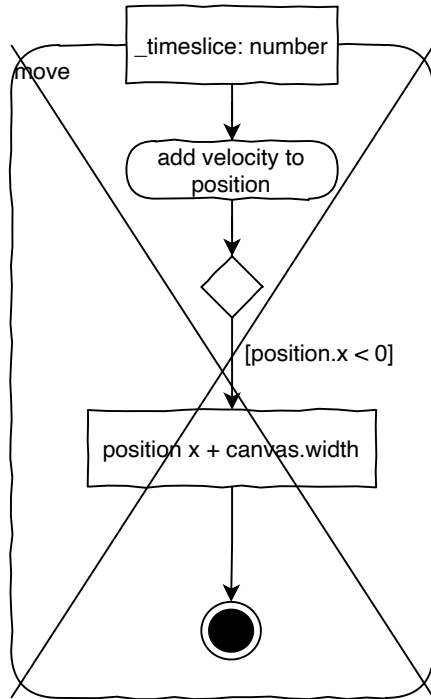 _timeslice: number
move
add velocity to
position
[position.x < 0]
position x + canvas.width